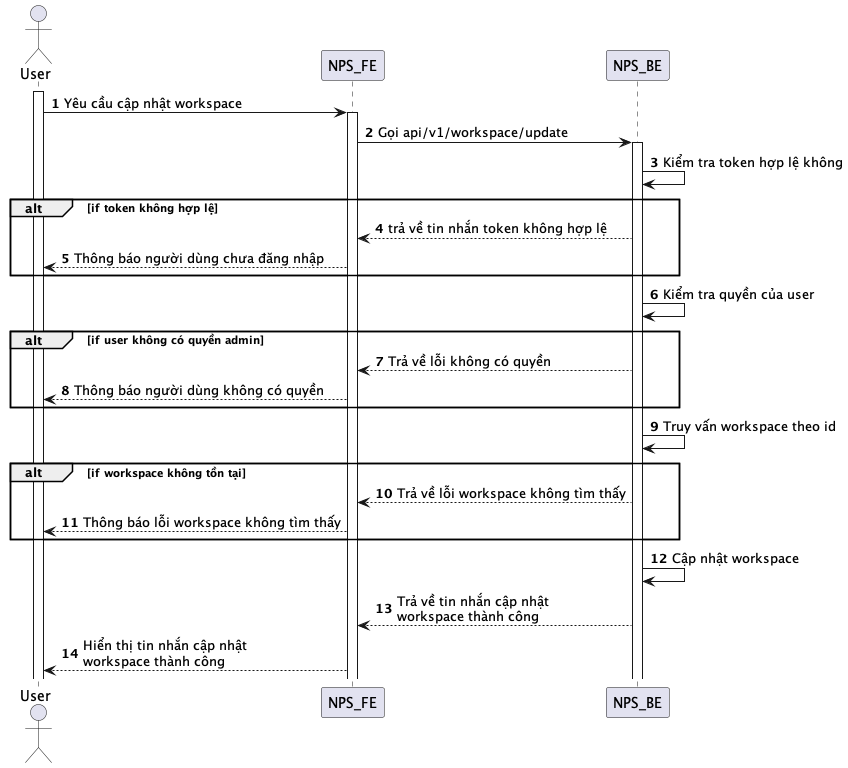 User
NPS_FE
NPS_BE
1 Yêu cầu cập nhật workspace
2 Gọi api/v1/workspace/update
3 Kiểm tra token hợp lệ không
alt [if token không hợp lệ]
4 trả về tin nhắn token không hợp lệ
5 Thông báo người dùng chưa đăng nhập
6 Kiểm tra quyền của user
alt [if user không có quyền admin]
7 Trả về lỗi không có quyền
8 Thông báo người dùng không có quyền
9 Truy vấn workspace theo id
alt [if workspace không tồn tại]
10 Trả về lỗi workspace không tìm thấy
11 Thông báo lỗi workspace không tìm thấy
12 Cập nhật workspace
13 Trả về tin nhắn cập nhật
workspace thành công
14 Hiển thị tin nhắn cập nhật
workspace thành công
User
NPS_FE
NPS_BE